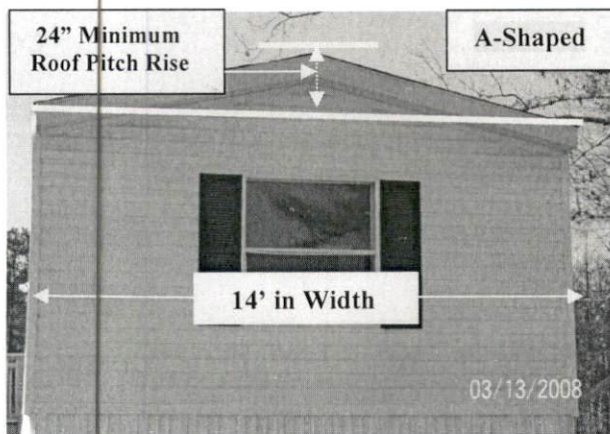 24” Minimum
Roof Pitch Rise
A-Shaped
14’ in Width
03/13/2008